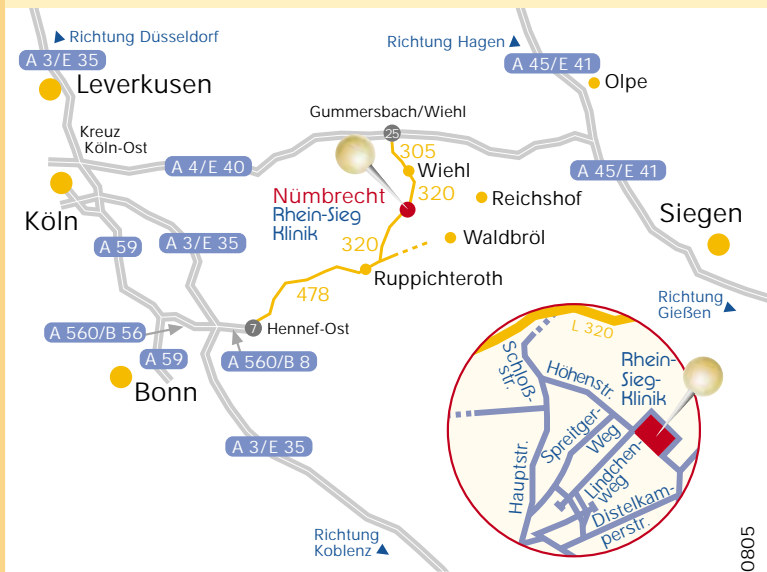 Richtung Düsseldorf
A 3/E 35
Leverkusen
Richtung Hagen
A 45/E 41
Olpe
Gummersbach/Wiehl
25
Kreuz
Köln-Ost
A 4/E 40
305
Wiehl
A 45/E 41
320
Nümbrecht
Rhein-Sieg
Klinik
Reichshof
Köln
Siegen
A 59
A 3/E 35
320
Waldbröl
Ruppichteroth
478
Richtung
Gießen
A 560/B 56
7
Hennef-Ost
A 59
A 560/B 8
Bonn
A 3/E 35
Richtung
Koblenz
L 320
Schloß-
str.
Höhenstr.
Rhein-
Sieg-
Klinik
Spreitger-
Weg
Hauptstr.
Lindchen-
weg
Distelkam-
perstr.
0805